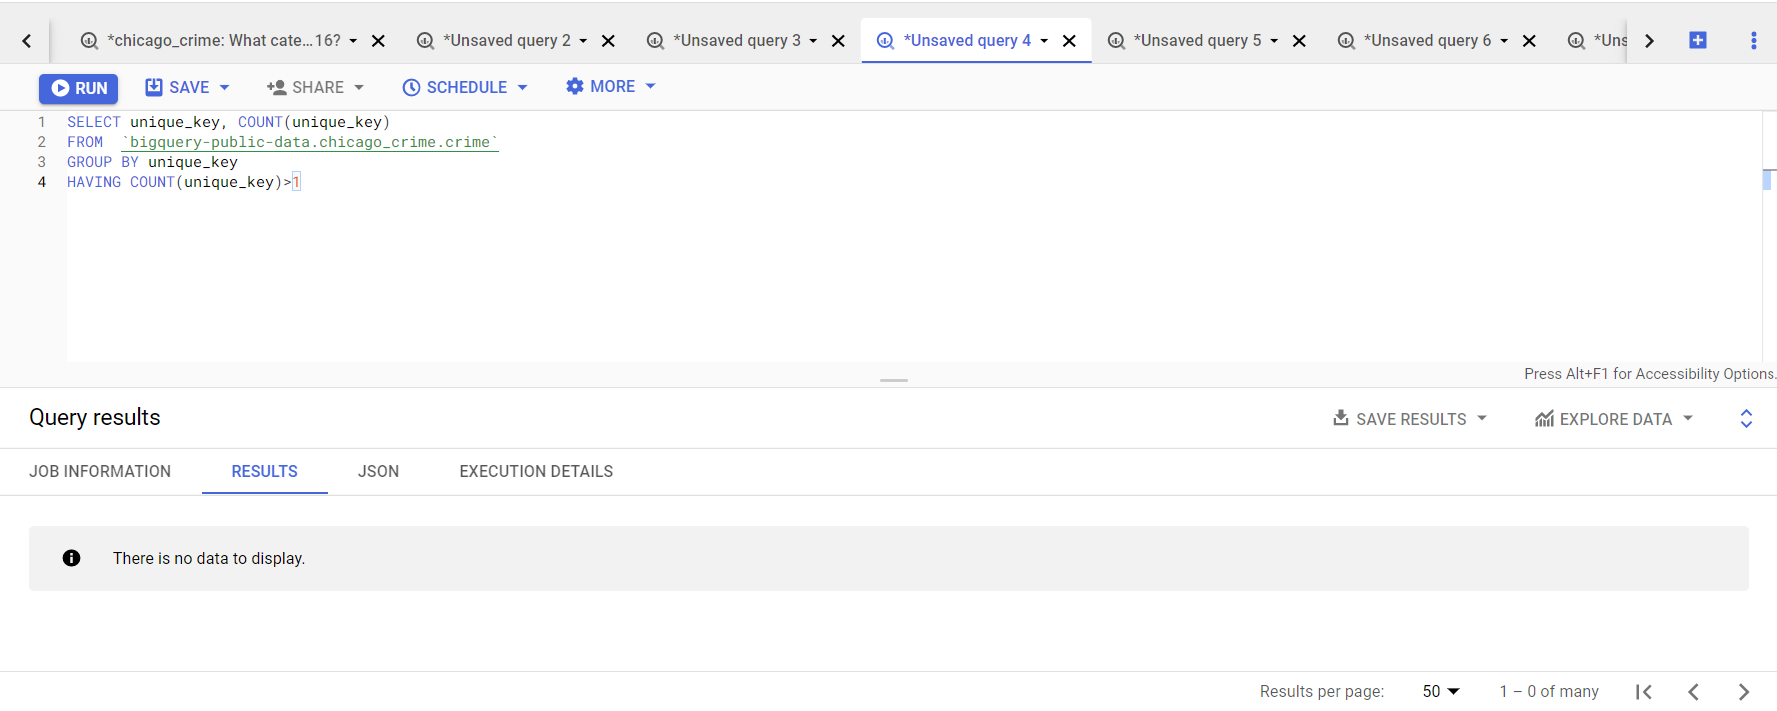 *chicago_crime: What cate...16?
*Unsaved query 2
*Unsaved query 3
*Unsaved query 4
*Unsaved query 5
*Unsaved query 6
*Uns
RUN
SAVE
SHARE
SCHEDULE
MORE
1 SELECT unique_key, COUNT(unique_key)
2 FROM `bigquery-public-data.chicago_crime.crime`
3 GROUP BY unique_key
4 HAVING COUNT(unique_key)>1
Press Alt+F1 for Accessibility Options.
Query results
SAVE RESULTS
EXPLORE DATA
JOB INFORMATION
RESULTS
JSON
EXECUTION DETAILS
There is no data to display.
Results per page:
50
1 – 0 of many